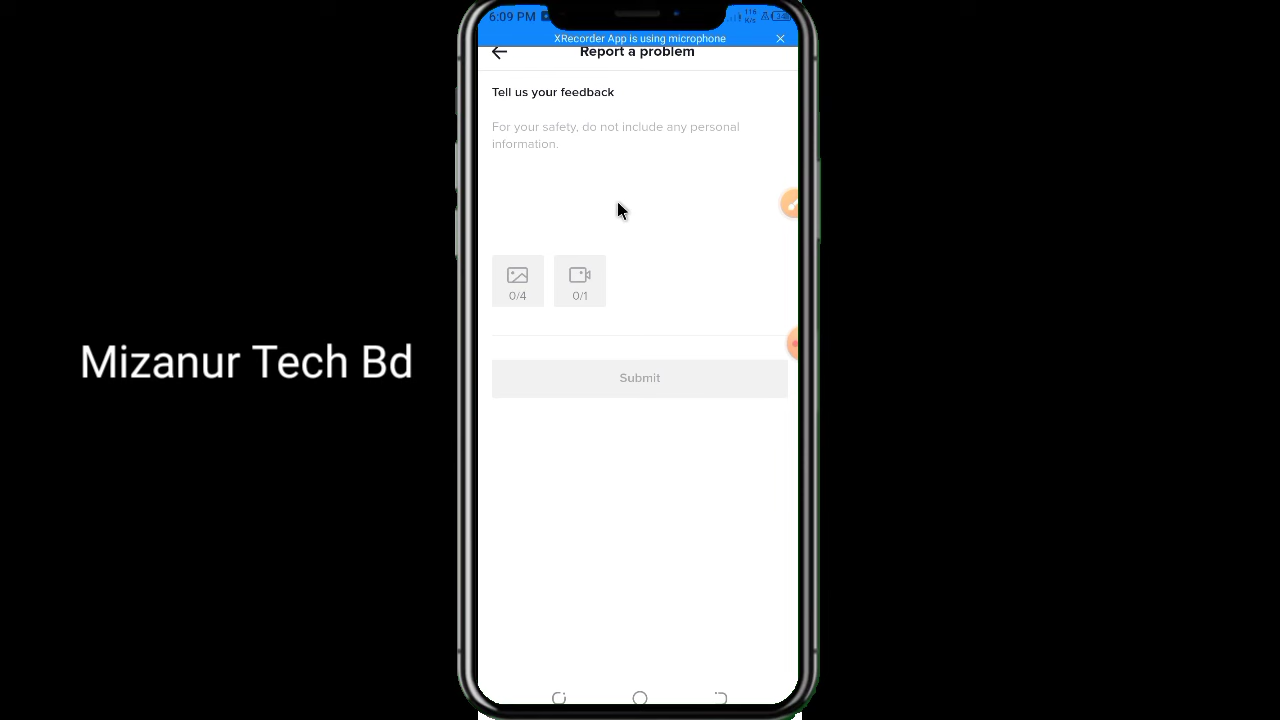 6:09 PM
116
K/s
XRecorder App is using microphone
Report a problem
Tell us your feedback
For your safety, do not include any personal
information.
0/4
0/1
Submit
Mizanur Tech Bd